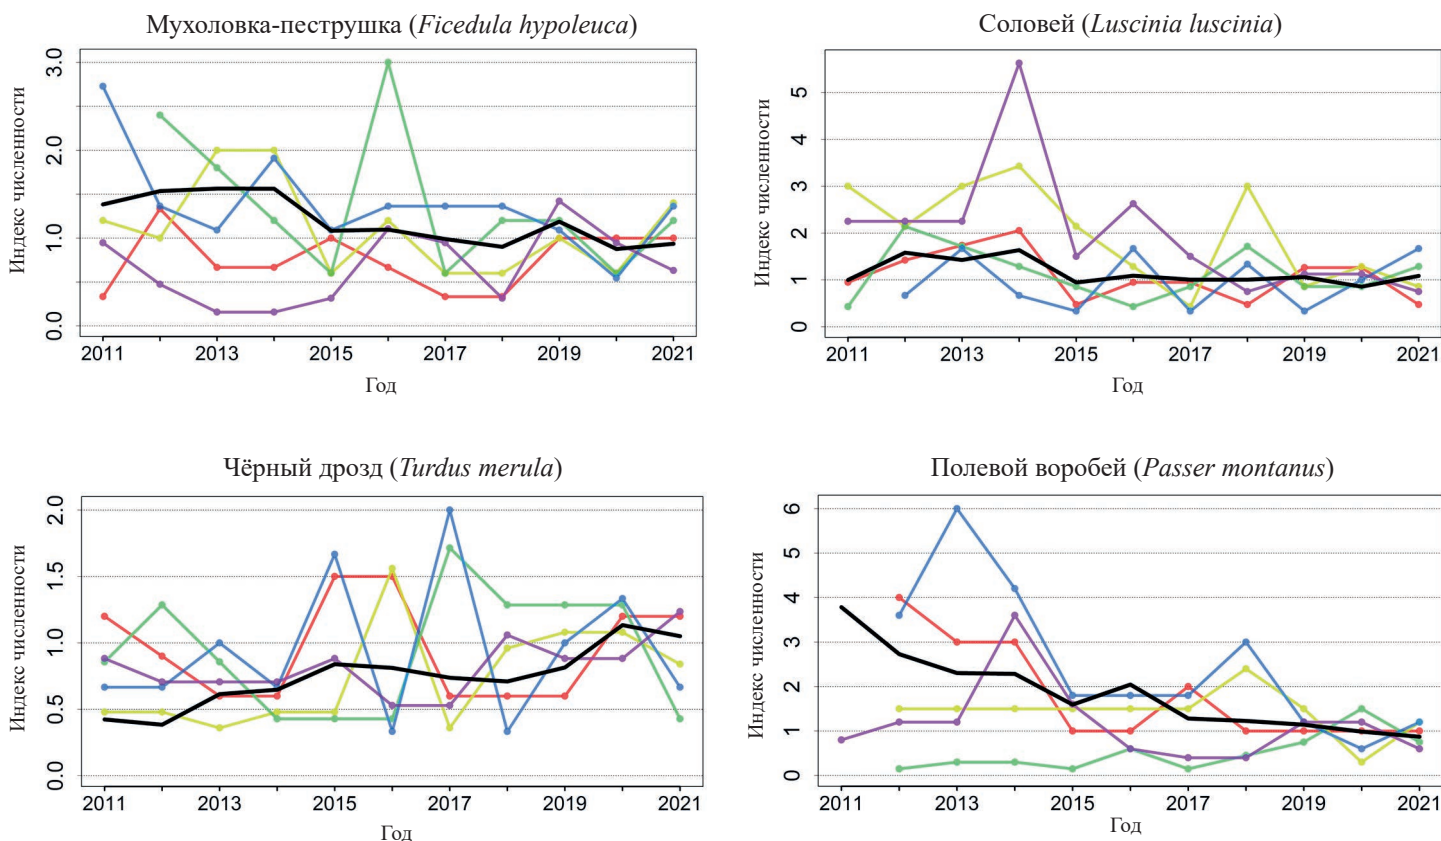 Мухоловка-пеструшка (Ficedula hypoleuca)
Индекс численности
3.0
2.0
1.0
0.0
2011 2013 2015 2017 2019 2021
Год
Соловей (Luscinia luscinia)
Индекс численности
5
4
3
2
1
0
2011 2013 2015 2017 2019 2021
Год
Чёрный дрозд (Turdus merula)
Индекс численности
2.0
1.5
1.0
0.5
0.0
2011 2013 2015 2017 2019 2021
Год
Полевой воробей (Passer montanus)
Индекс численности
6
5
4
3
2
1
0
2011 2013 2015 2017 2019 2021
Год